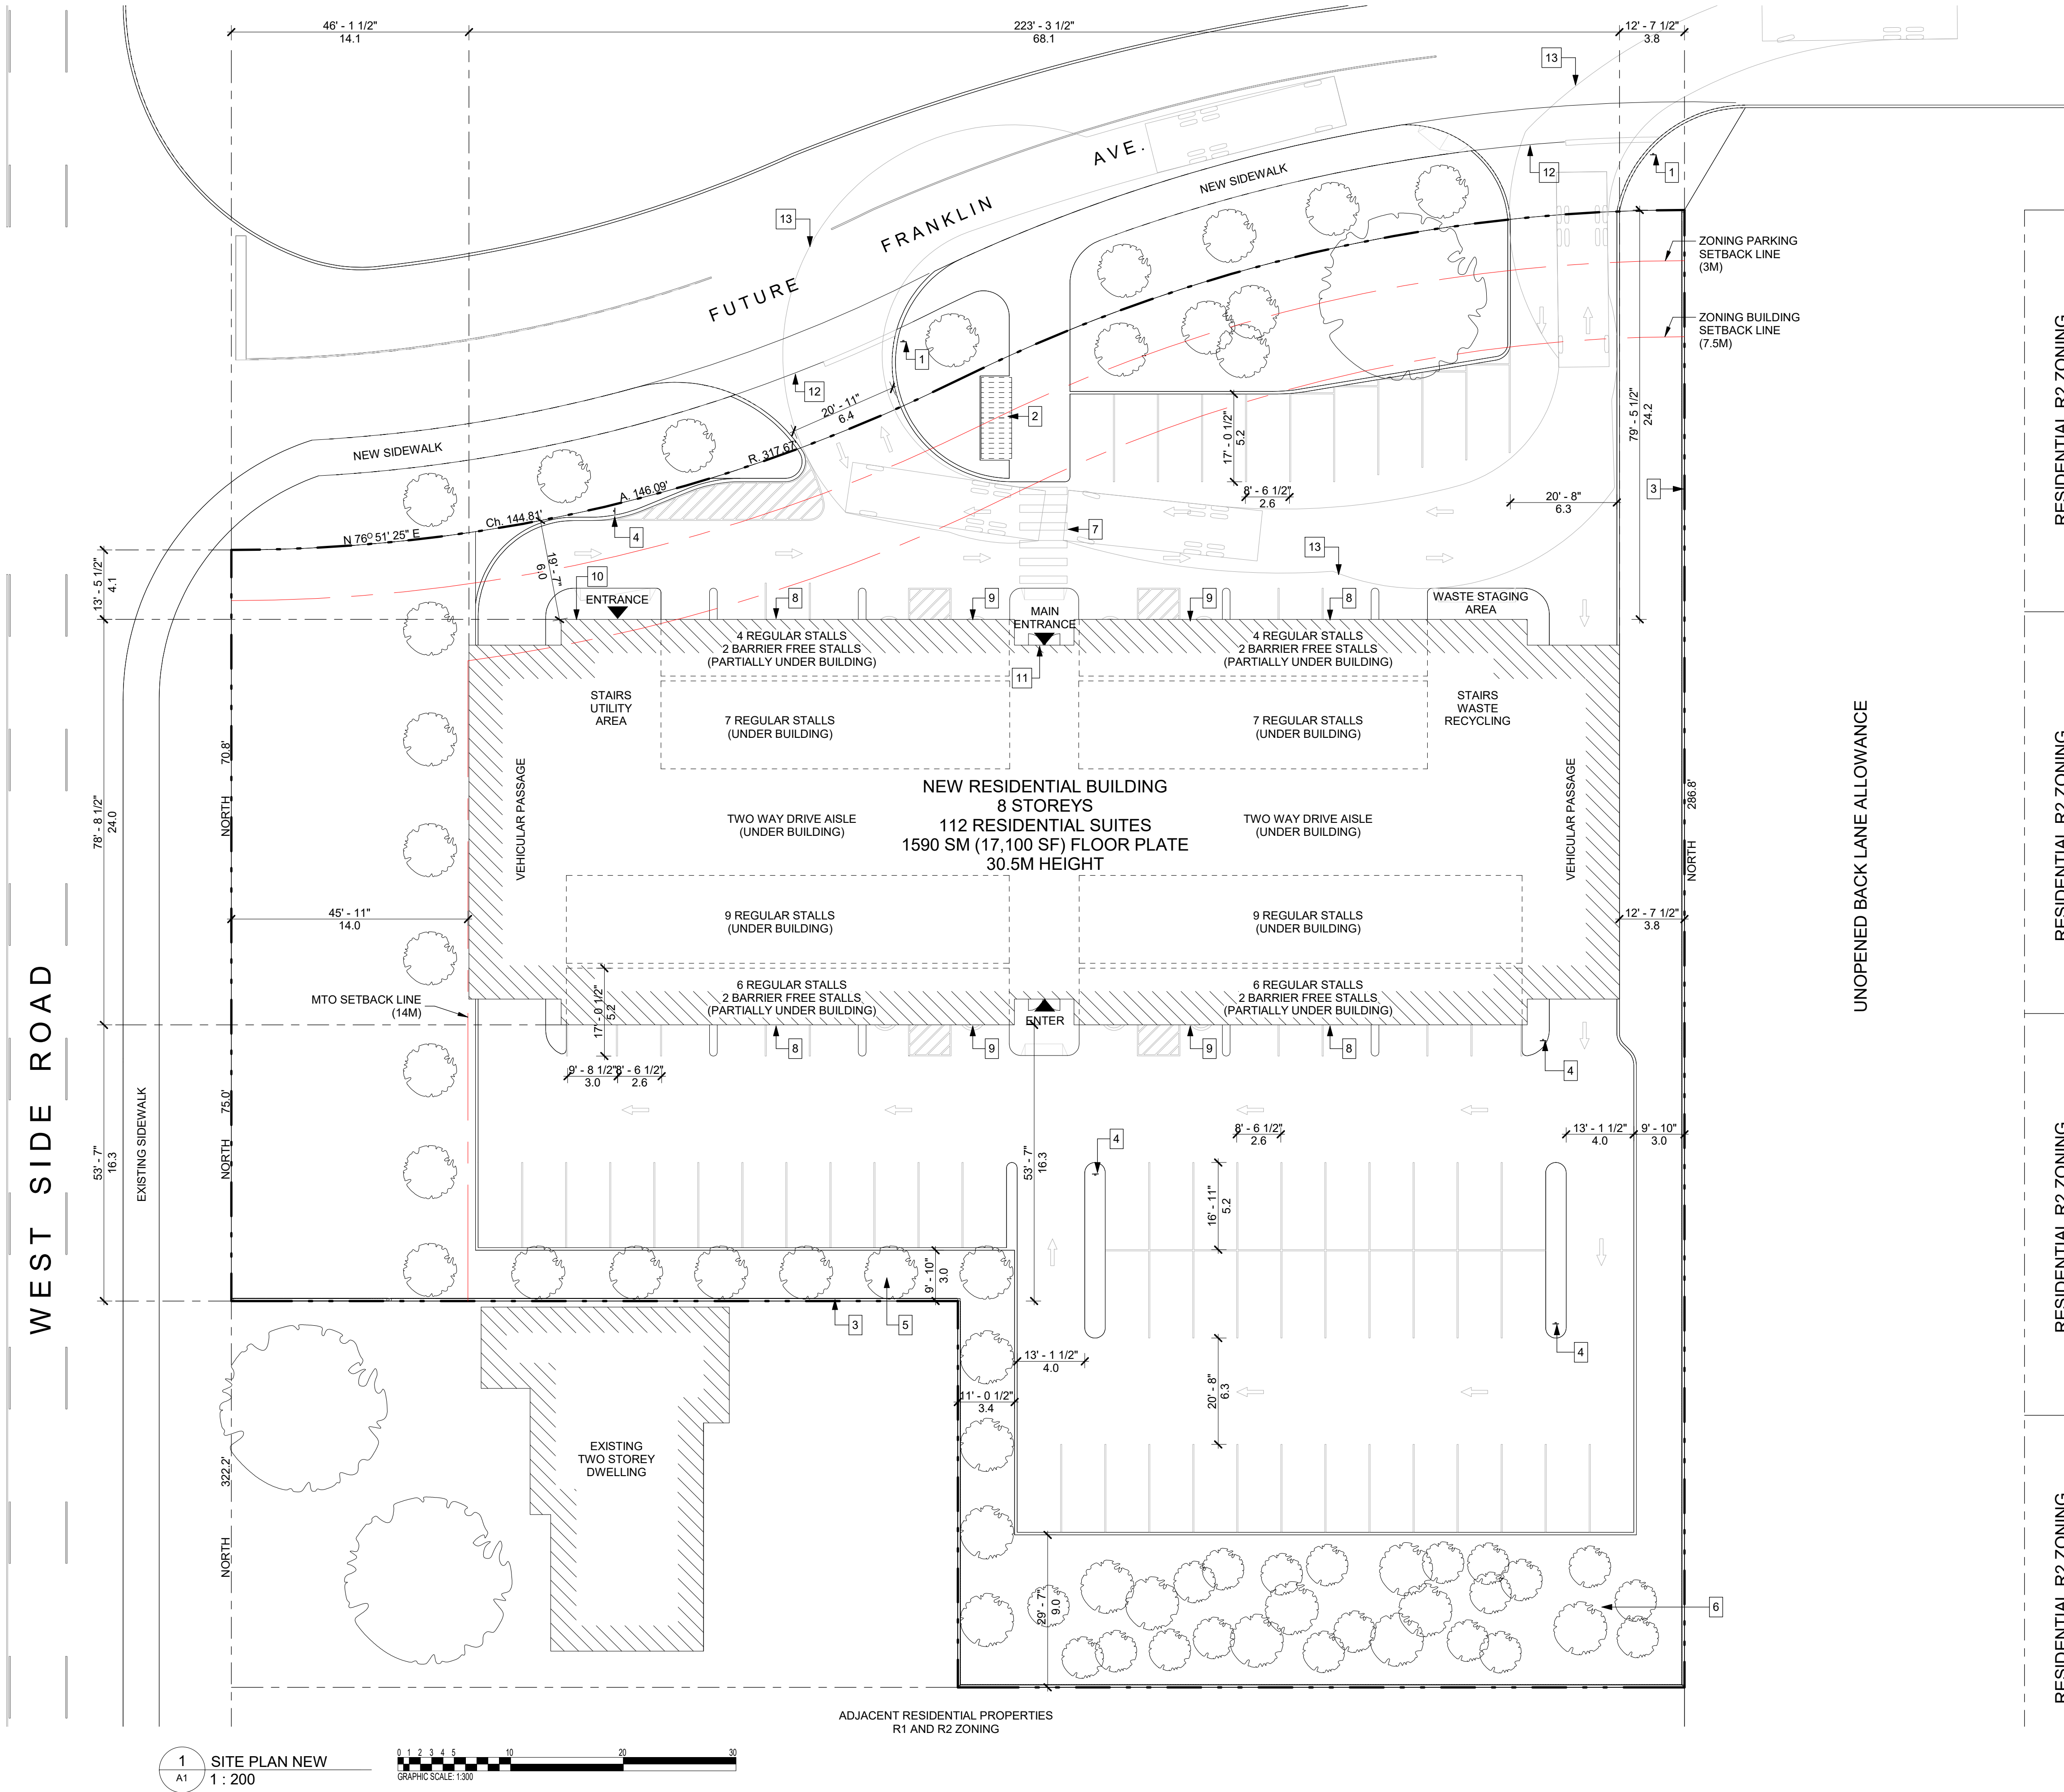 46' - 1 1/2"
14.1
223' - 3 1/2"
68.1
12' - 7 1/2"
3.8
13
13
FUTURE FRANKLIN AVE.
NEW SIDEWALK
12
1
ZONING PARKING
SETBACK LINE
(3M)
ZONING BUILDING
SETBACK LINE
(7.5M)
1
12
2
20' - 11"
6.4
NEW SIDEWALK
R. 317.67'
A. 146.09'
Ch. 144.81'
N 76º 51' 25" E
4
17' - 0 1/2"
5.2
8' - 6 1/2"
2.6
79' - 5 1/2"
24.2
20' - 8"
6.3
3
7
13
13' - 5 1/2"
4.1
19' - 7"
6.0
10
ENTRANCE
8
9
MAIN
ENTRANCE
9
8
WASTE STAGING
AREA
4 REGULAR STALLS
2 BARRIER FREE STALLS
(PARTIALLY UNDER BUILDING)
4 REGULAR STALLS
2 BARRIER FREE STALLS
(PARTIALLY UNDER BUILDING)
11
STAIRS
UTILITY
AREA
7 REGULAR STALLS
(UNDER BUILDING)
7 REGULAR STALLS
(UNDER BUILDING)
STAIRS
WASTE
RECYCLING
VEHICULAR PASSAGE
VEHICULAR PASSAGE
NEW RESIDENTIAL BUILDING
8 STOREYS
112 RESIDENTIAL SUITES
1590 SM (17,100 SF) FLOOR PLATE
30.5M HEIGHT
TWO WAY DRIVE AISLE
(UNDER BUILDING)
TWO WAY DRIVE AISLE
(UNDER BUILDING)
78' - 8 1/2"
24.0
NORTH 70.8'
NORTH 286.8'
UNOPENED BACK LANE ALLOWANCE
45' - 11"
14.0
12' - 7 1/2"
3.8
9 REGULAR STALLS
(UNDER BUILDING)
9 REGULAR STALLS
(UNDER BUILDING)
MTO SETBACK LINE
(14M)
6 REGULAR STALLS
2 BARRIER FREE STALLS
(PARTIALLY UNDER BUILDING)
6 REGULAR STALLS
2 BARRIER FREE STALLS
(PARTIALLY UNDER BUILDING)
17' - 0 1/2"
5.2
ENTER
8
9
9
8
4
9' - 8 1/2"
3.0
8' - 6 1/2"
2.6
WEST SIDE ROAD
EXISTING SIDEWALK
53' - 7"
16.3
NORTH 75.0'
53' - 7"
16.3
4
8' - 6 1/2"
2.6
13' - 1 1/2"
4.0
9' - 10"
3.0
16' - 11"
5.2
9' - 10"
3.0
3
5
4
13' - 1 1/2"
4.0
11' - 0 1/2"
3.4
20' - 8"
6.3
EXISTING
TWO STOREY
DWELLING
NORTH 322.2'
29' - 7"
9.0
6
RESIDENTIAL R2 ZONING
RESIDENTIAL R2 ZONING
RESIDENTIAL R2 ZONING
RESIDENTIAL R2 ZONING
ADJACENT RESIDENTIAL PROPERTIES
R1 AND R2 ZONING
1
A1
SITE PLAN NEW
1 : 200
0 1 2 3 4 5 10 20 30
GRAPHIC SCALE: 1:300